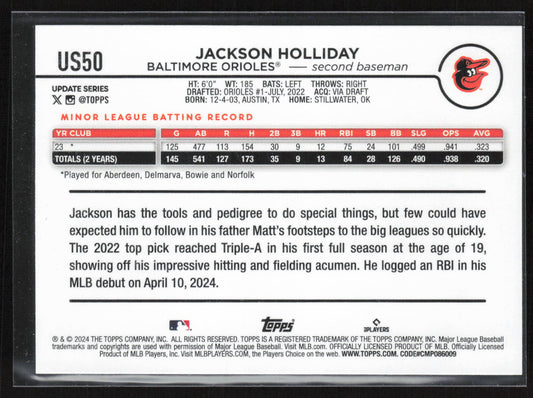 US50
JACKSON HOLLIDAY
BALTIMORE ORIOLES® — second baseman
UPDATE SERIES
@TOPPS
HT: 6'0" WT: 185 BATS: LEFT THROWS: RIGHT
DRAFTED: ORIOLES #1-JULY, 2022 ACQ: VIA DRAFT
BORN: 12-4-03, AUSTIN, TX HOME: STILLWATER, OK
MINOR LEAGUE BATTING RECORD
YR CLUB G AB R H 2B 3B HR RBI SB BB SLG OPS AVG
23 * 125 477 113 154 30 9 12 75 24 101 .499 .941 .323
TOTALS (2 YEARS) 145 541 127 173 35 9 13 84 28 126 .490 .938 .320
*Played for Aberdeen, Delmarva, Bowie and Norfolk
Jackson has the tools and pedigree to do special things, but few could have
expected him to follow in his father Matt's footsteps to the big leagues so quickly.
The 2022 top pick reached Triple-A in his first full season at the age of 19,
showing off his impressive hitting and fielding acumen. He logged an RBI in his
MLB debut on April 10, 2024.
Topps
PLAYERS
® & © 2024 THE TOPPS COMPANY, INC. ALL RIGHTS RESERVED. TOPPS IS A REGISTERED TRADEMARK OF THE TOPPS COMPANY, INC. Major League Baseball
trademarks and copyrights are used with permission of Major League Baseball. Visit MLB.com. OFFICIALLY LICENSED PRODUCT OF MLB PLAYERS, INC. Officially Licensed
Product of MLB Players, Inc. Visit MLBPLAYERS.com, the Players Choice on the web. WWW.TOPPS.COM. CODE#CMP086009